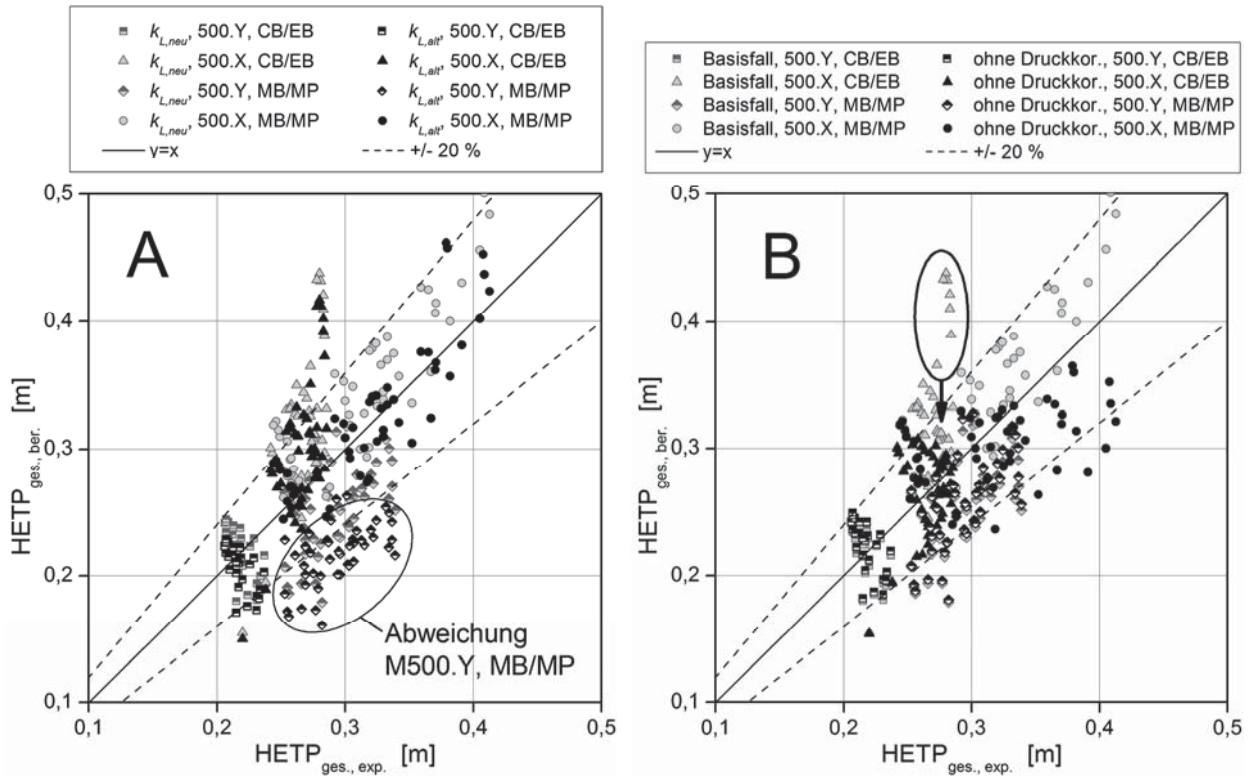 k_L,neu, 500.Y, CB/EB
k_L,neu, 500.X, CB/EB
k_L,neu, 500.Y, MB/MP
k_L,neu, 500.X, MB/MP
y=x
k_L,alt, 500.Y, CB/EB
k_L,alt, 500.X, CB/EB
k_L,alt, 500.Y, MB/MP
k_L,alt, 500.X, MB/MP
+/- 20 %
A
Abweichung
M500.Y, MB/MP
0,5
0,4
0,3
0,2
0,1
HETP_ges., ber. [m]
0,1 0,2 0,3 0,4 0,5
HETP_ges., exp. [m]
Basisfall, 500.Y, CB/EB
Basisfall, 500.X, CB/EB
Basisfall, 500.Y, MB/MP
Basisfall, 500.X, MB/MP
y=x
ohne Druckkor., 500.Y, CB/EB
ohne Druckkor., 500.X, CB/EB
ohne Druckkor., 500.Y, MB/MP
ohne Druckkor., 500.X, MB/MP
+/- 20 %
B
0,5
0,4
0,3
0,2
0,1
HETP_ges., ber. [m]
0,1 0,2 0,3 0,4 0,5
HETP_ges., exp. [m]